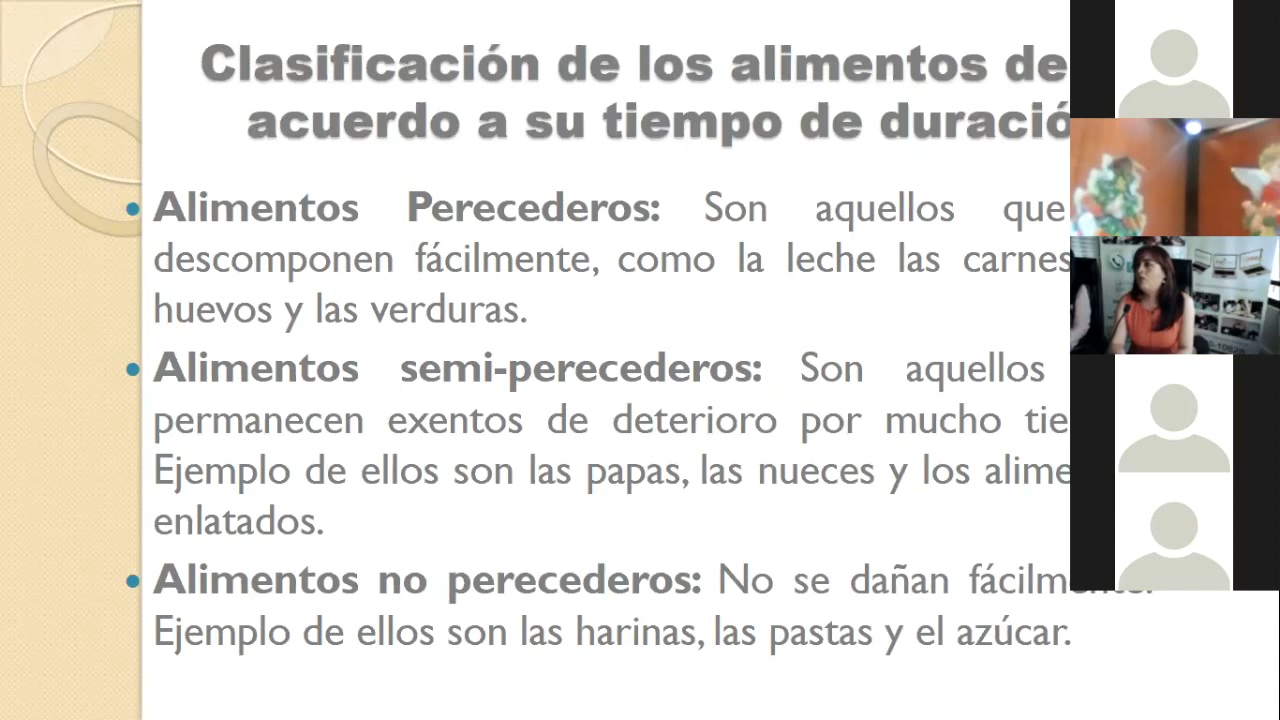 Clasificación de los alimentos de
acuerdo a su tiempo de duració
Alimentos Perecederos: Son aquellos que
descomponen fácilmente, como la leche las carnes
huevos y las verduras.
Alimentos semi-perecederos: Son aquellos
permanecen exentos de deterioro por mucho tie
Ejemplo de ellos son las papas, las nueces y los alime
enlatados.
Alimentos no perecederos: No se dañan fácilm
Ejemplo de ellos son las harinas, las pastas y el azúcar.